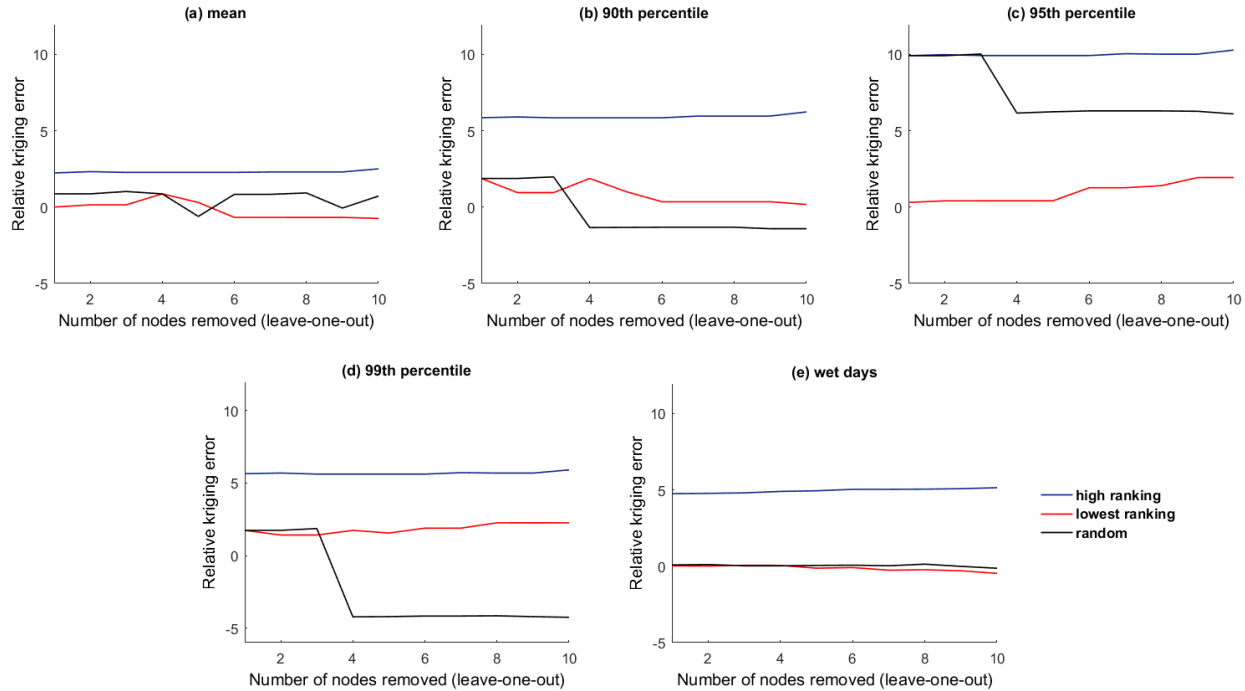 (a) mean
Relative kriging error
10
5
0
-5
2 4 6 8 10
Number of nodes removed (leave-one-out)
(b) 90th percentile
Relative kriging error
10
5
0
-5
2 4 6 8 10
Number of nodes removed (leave-one-out)
(c) 95th percentile
Relative kriging error
10
5
0
-5
2 4 6 8 10
Number of nodes removed (leave-one-out)
(d) 99th percentile
Relative kriging error
10
5
0
-5
2 4 6 8 10
Number of nodes removed (leave-one-out)
(e) wet days
Relative kriging error
10
5
0
-5
2 4 6 8 10
Number of nodes removed (leave-one-out)
high ranking
lowest ranking
random